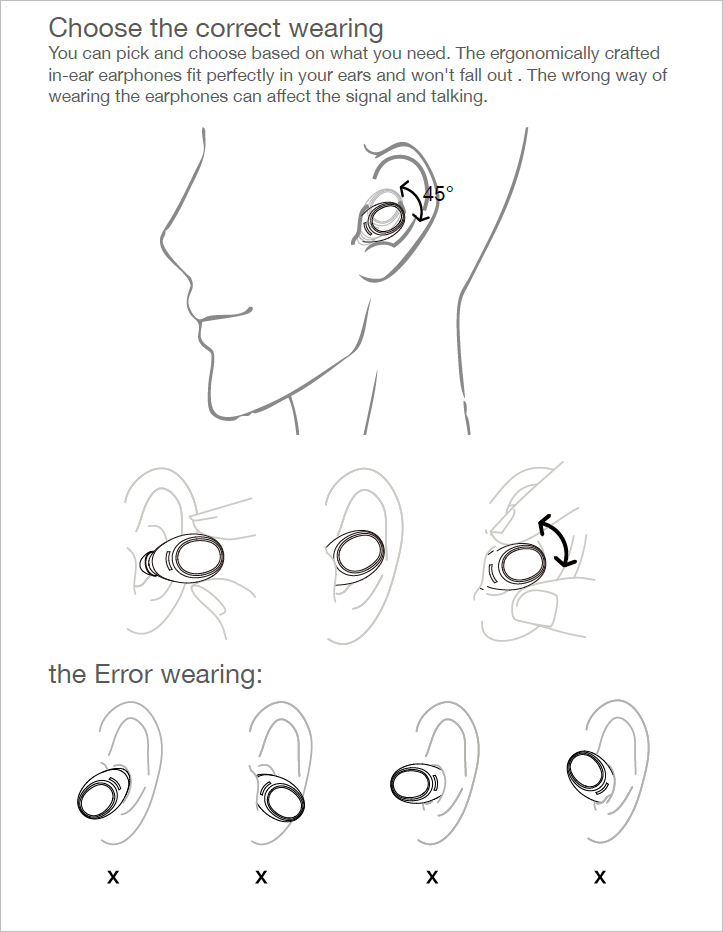 Choose the correct wearing
You can pick and choose based on what you need. The ergonomically crafted
in-ear earphones fit perfectly in your ears and won't fall out . The wrong way of
wearing the earphones can affect the signal and talking.
45°
the Error wearing:
x x x x